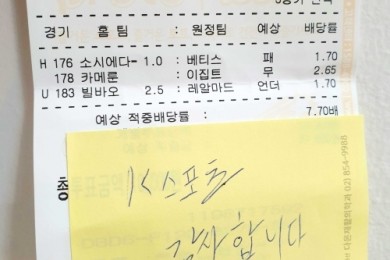 경기 홈 팀 : 원정팀 예상 배당률
H 176 소시에다- 1.0 : 베티스 패 1.70
178 카메룬 : 이집트 무 2.65
U 183 빌바오 2.5 : 레알마드 언더 1.70
예상 적중배당률 : 7.70배
K스포츠
감사합니다
02) 854-9988